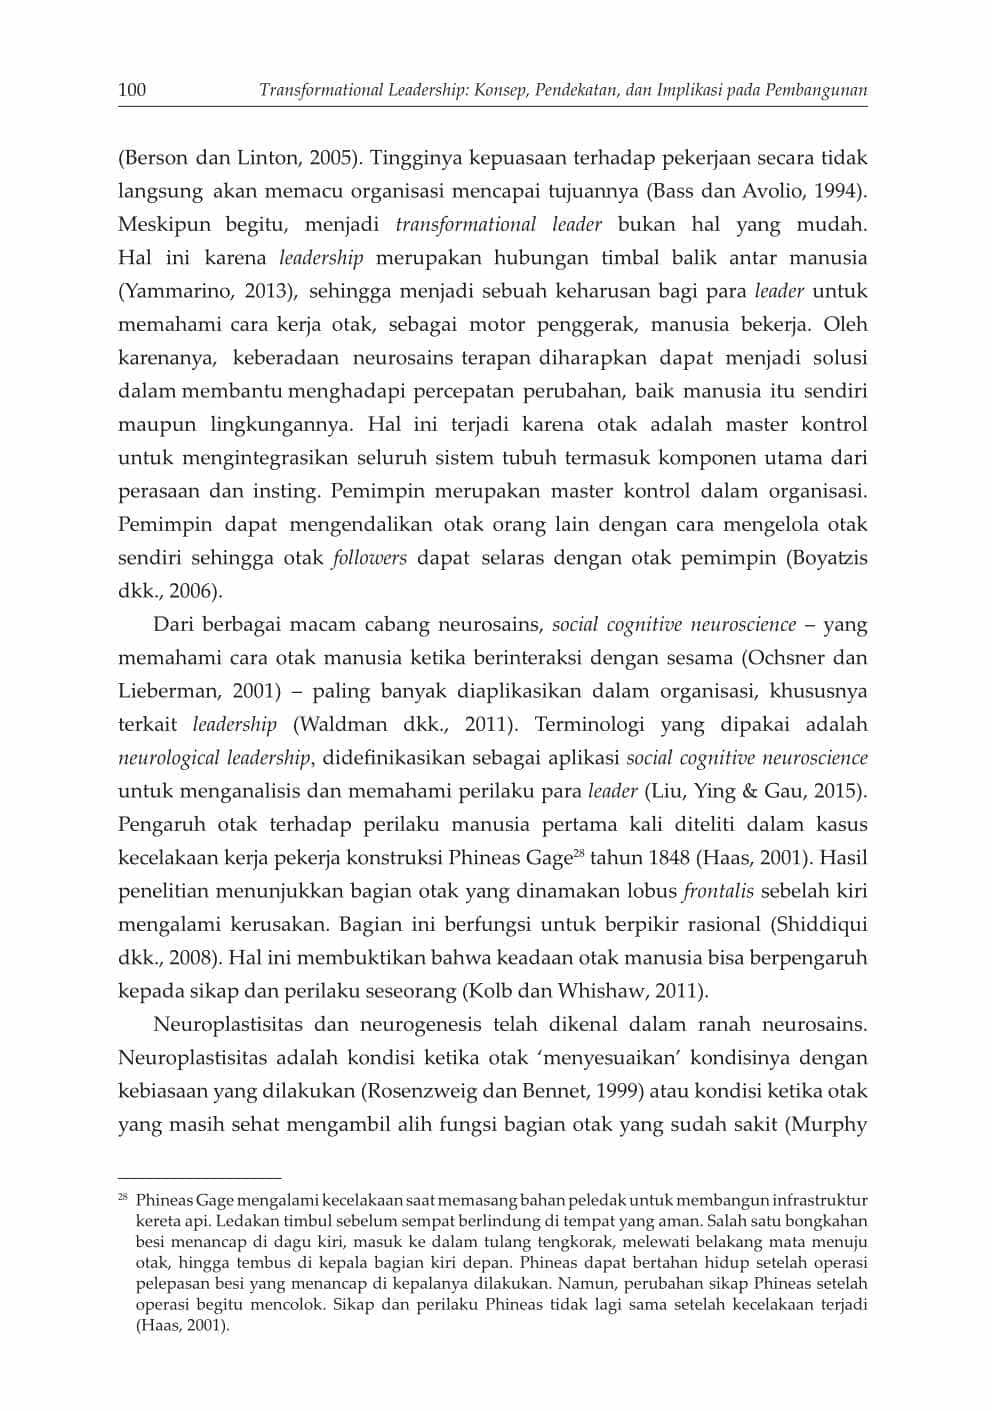 100 Transformational Leadership: Konsep, Pendekatan, dan Implikasi pada Pembangunan
(Berson dan Linton, 2005). Tingginya kepuasaan terhadap pekerjaan secara tidak
langsung akan memacu organisasi mencapai tujuannya (Bass dan Avolio, 1994).
Meskipun begitu, menjadi transformational leader bukan hal yang mudah.
Hal ini karena leadership merupakan hubungan timbal balik antar manusia
(Yammarino, 2013), sehingga menjadi sebuah keharusan bagi para leader untuk
memahami cara kerja otak, sebagai motor penggerak, manusia bekerja. Oleh
karenanya, keberadaan neurosains terapan diharapkan dapat menjadi solusi
dalam membantu menghadapi percepatan perubahan, baik manusia itu sendiri
maupun lingkungannya. Hal ini terjadi karena otak adalah master kontrol
untuk mengintegrasikan seluruh sistem tubuh termasuk komponen utama dari
perasaan dan insting. Pemimpin merupakan master kontrol dalam organisasi.
Pemimpin dapat mengendalikan otak orang lain dengan cara mengelola otak
sendiri sehingga otak followers dapat selaras dengan otak pemimpin (Boyatzis
dkk., 2006).
Dari berbagai macam cabang neurosains, social cognitive neuroscience – yang
memahami cara otak manusia ketika berinteraksi dengan sesama (Ochsner dan
Lieberman, 2001) – paling banyak diaplikasikan dalam organisasi, khususnya
terkait leadership (Waldman dkk., 2011). Terminologi yang dipakai adalah
neurological leadership, didefinikasikan sebagai aplikasi social cognitive neuroscience
untuk menganalisis dan memahami perilaku para leader (Liu, Ying & Gau, 2015).
Pengaruh otak terhadap perilaku manusia pertama kali diteliti dalam kasus
kecelakaan kerja pekerja konstruksi Phineas Gage28 tahun 1848 (Haas, 2001). Hasil
penelitian menunjukkan bagian otak yang dinamakan lobus frontalis sebelah kiri
mengalami kerusakan. Bagian ini berfungsi untuk berpikir rasional (Shiddiqui
dkk., 2008). Hal ini membuktikan bahwa keadaan otak manusia bisa berpengaruh
kepada sikap dan perilaku seseorang (Kolb dan Whishaw, 2011).
Neuroplastisitas dan neurogenesis telah dikenal dalam ranah neurosains.
Neuroplastisitas adalah kondisi ketika otak ‘menyesuaikan’ kondisinya dengan
kebiasaan yang dilakukan (Rosenzweig dan Bennet, 1999) atau kondisi ketika otak
yang masih sehat mengambil alih fungsi bagian otak yang sudah sakit (Murphy
28 Phineas Gage mengalami kecelakaan saat memasang bahan peledak untuk membangun infrastruktur
kereta api. Ledakan timbul sebelum sempat berlindung di tempat yang aman. Salah satu bongkahan
besi menancap di dagu kiri, masuk ke dalam tulang tengkorak, melewati belakang mata menuju
otak, hingga tembus di kepala bagian kiri depan. Phineas dapat bertahan hidup setelah operasi
pelepasan besi yang menancap di kepalanya dilakukan. Namun, perubahan sikap Phineas setelah
operasi begitu mencolok. Sikap dan perilaku Phineas tidak lagi sama setelah kecelakaan terjadi
(Haas, 2001).